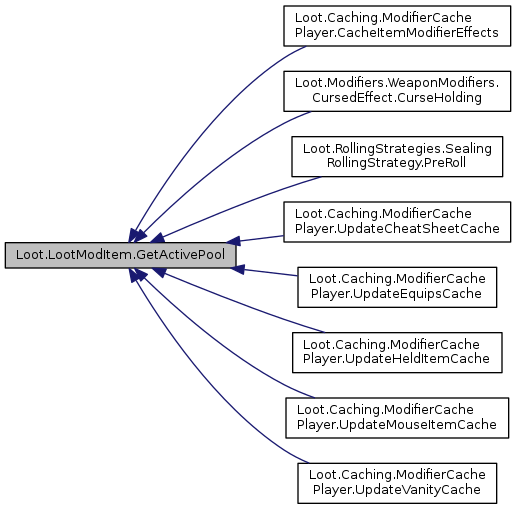 Loot.Caching.ModifierCache
Player.CacheItemModifierEffects
Loot.Modifiers.WeaponModifiers.
CursedEffect.CurseHolding
Loot.RollingStrategies.Sealing
RollingStrategy.PreRoll
Loot.Caching.ModifierCache
Player.UpdateCheatSheetCache
Loot.LootModItem.GetActivePool
Loot.Caching.ModifierCache
Player.UpdateEquipsCache
Loot.Caching.ModifierCache
Player.UpdateHeldItemCache
Loot.Caching.ModifierCache
Player.UpdateMouseItemCache
Loot.Caching.ModifierCache
Player.UpdateVanityCache